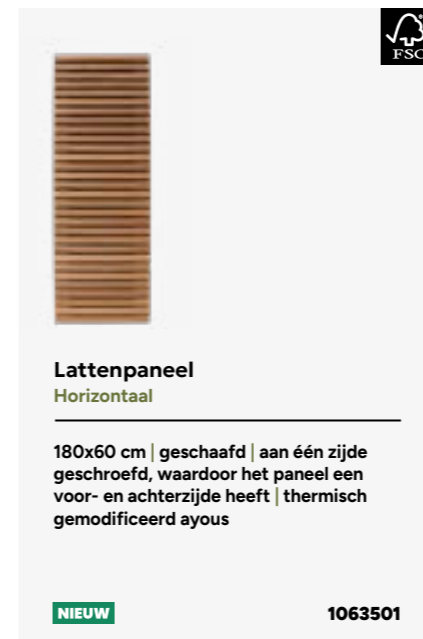 FSC
Lattenpaneel
Horizontaal
180x60 cm | geschaafd | aan één zijde
geschroefd, waardoor het paneel een
voor- en achterzijde heeft | thermisch
gemodificeerd ayous
NIEUW
1063501